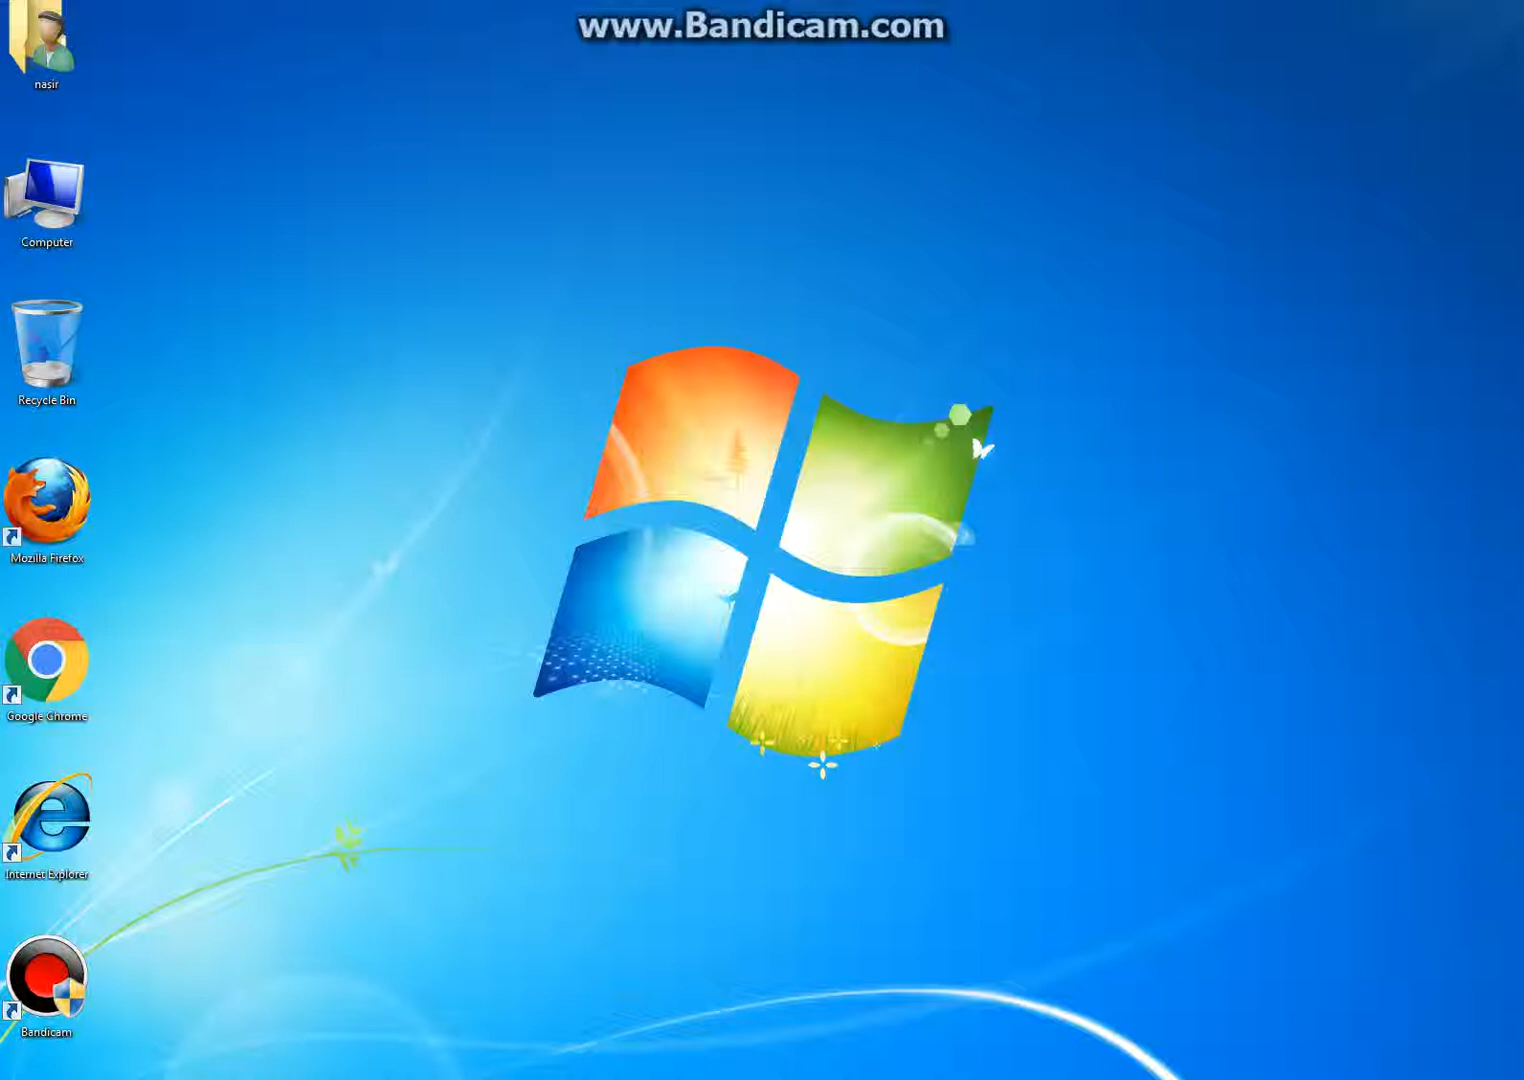 www.Bandicam.com
nasir
Computer
Recycle Bin
Mozilla Firefox
Google Chrome
Internet Explorer
Bandicam